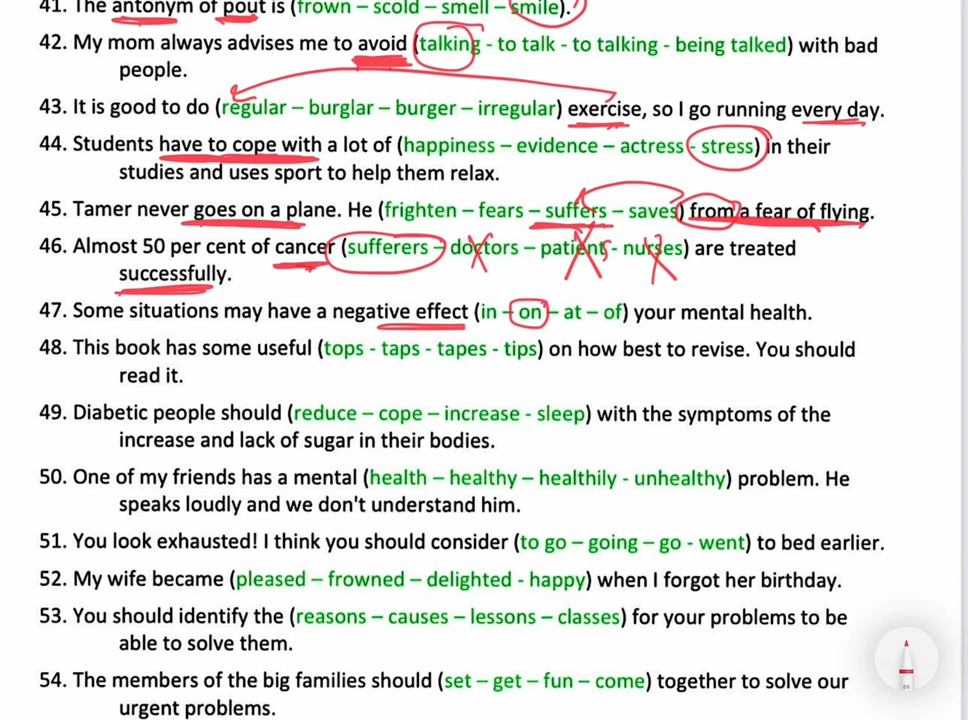 41. The antonym of pout is (frown – scold – smell – smile).
42. My mom always advises me to avoid (talking - to talk - to talking - being talked) with bad
people.
43. It is good to do (regular – burglar – burger – irregular) exercise, so I go running every day.
44. Students have to cope with a lot of (happiness – evidence – actress - stress) in their
studies and uses sport to help them relax.
45. Tamer never goes on a plane. He (frighten – fears – suffers – saves) from a fear of flying.
46. Almost 50 per cent of cancer (sufferers – doctors – patients - nurses) are treated
successfully.
47. Some situations may have a negative effect (in – on – at – of) your mental health.
48. This book has some useful (tops - taps - tapes - tips) on how best to revise. You should
read it.
49. Diabetic people should (reduce – cope – increase - sleep) with the symptoms of the
increase and lack of sugar in their bodies.
50. One of my friends has a mental (health – healthy – healthily - unhealthy) problem. He
speaks loudly and we don't understand him.
51. You look exhausted! I think you should consider (to go – going – go - went) to bed earlier.
52. My wife became (pleased – frowned – delighted - happy) when I forgot her birthday.
53. You should identify the (reasons – causes – lessons – classes) for your problems to be
able to solve them.
54. The members of the big families should (set – get – fun – come) together to solve our
urgent problems.